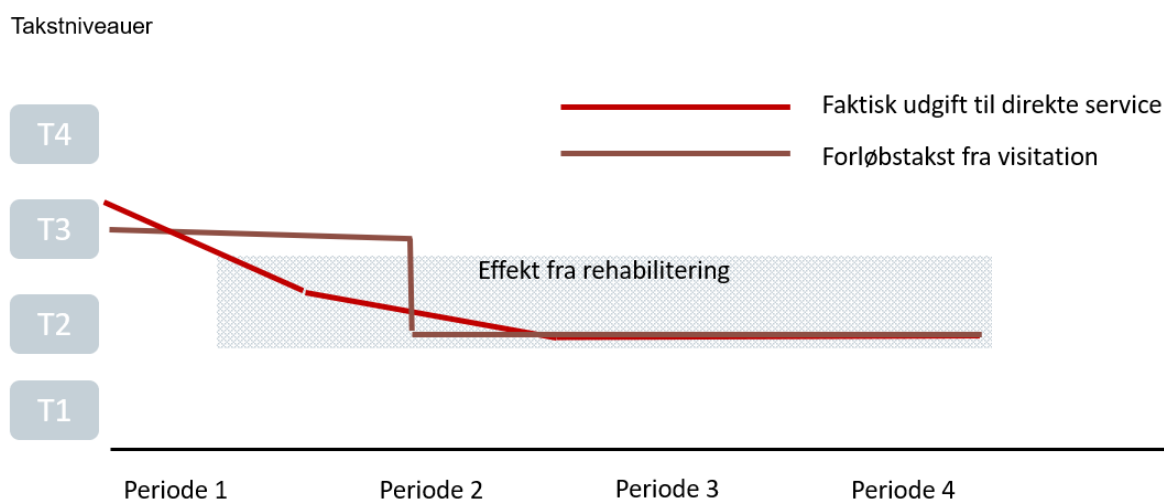 Takstniveauer
Faktisk udgift til direkte service
T4
Forløbstakst fra visitation
T3
Effekt fra rehabilitering
T2
T1
Periode 1
Periode 2
Periode 3
Periode 4